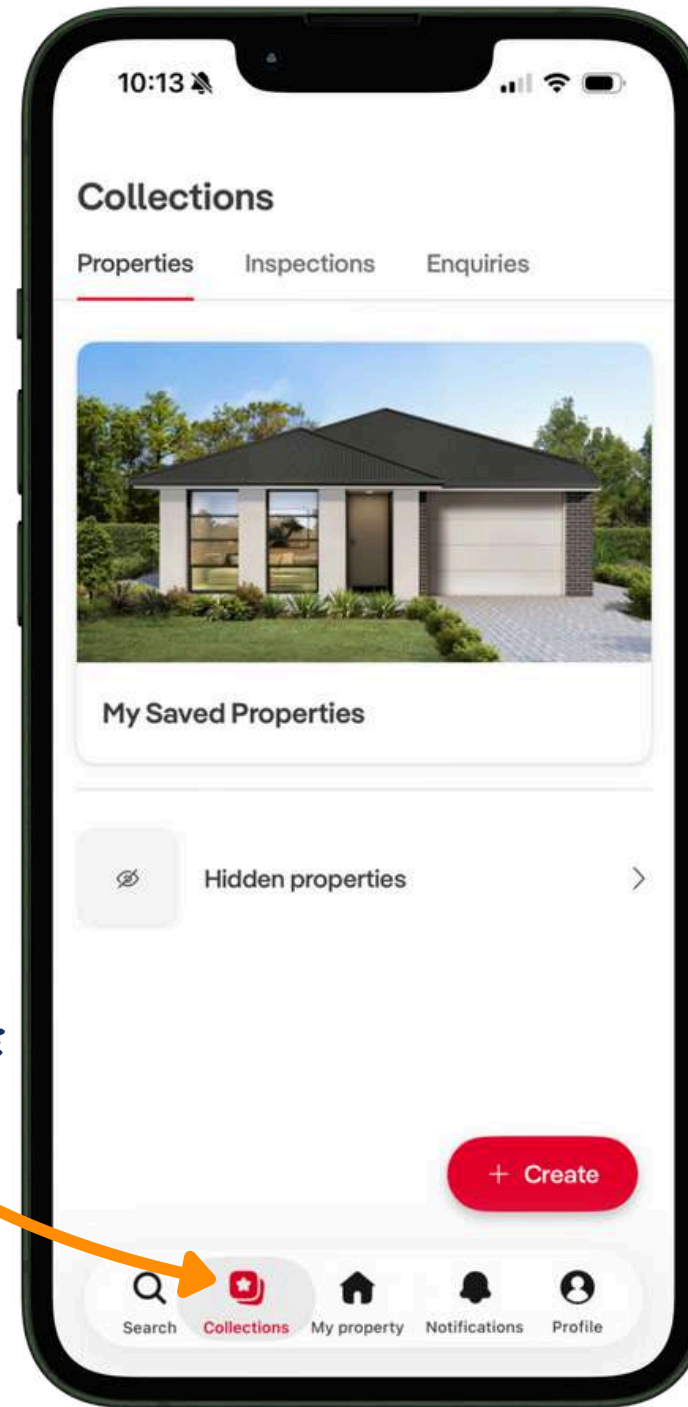 10:13
Collections
Properties Inspections Enquiries
My Saved Properties
Hidden properties
+ Create
Search Collections My property Notifications Profile